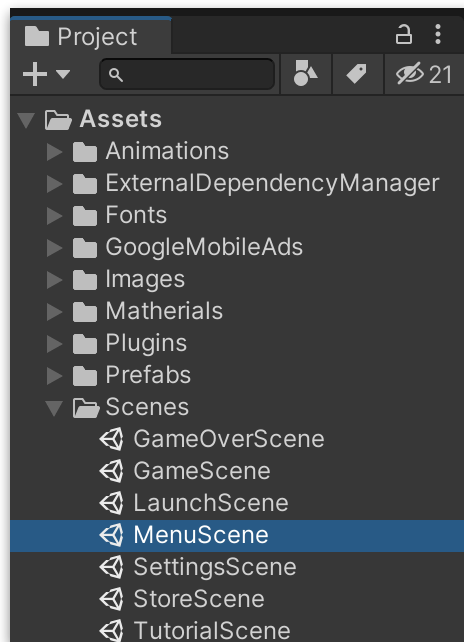 Project
21
Assets
Animations
ExternalDependencyManager
Fonts
GoogleMobileAds
Images
Matherials
Plugins
Prefabs
Scenes
GameOverScene
GameScene
LaunchScene
MenuScene
SettingsScene
StoreScene
TutorialScene